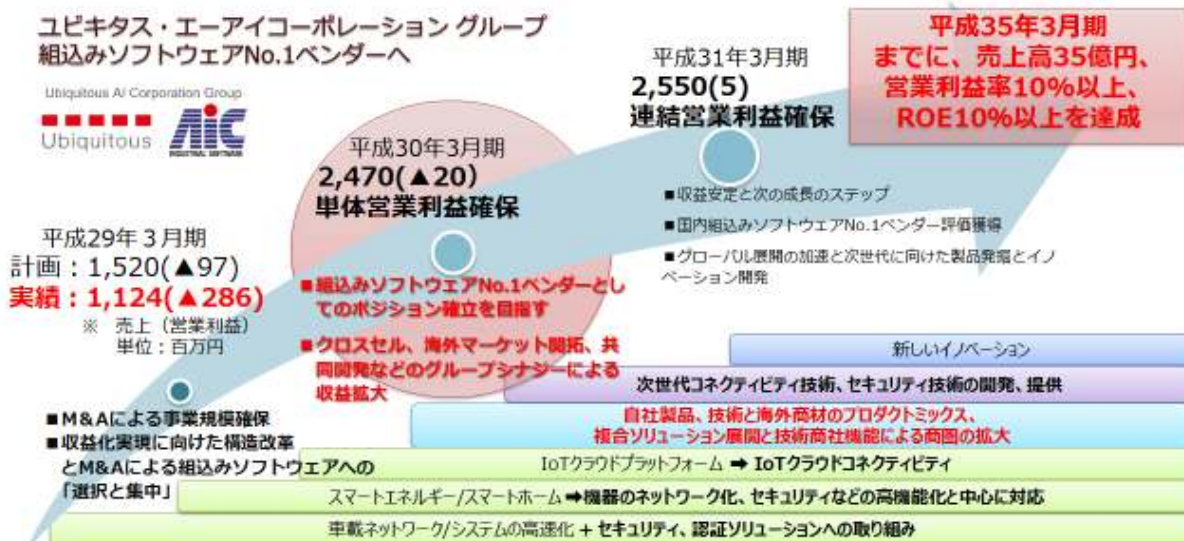 ユビキタス・エーアイコーポレーション グループ
組込みソフトウェアNo.1ベンダーへ
Ubiquitous AI Corporation Group
Ubiquitous
AIC
INDUSTRIAL SOFTWARE
平成29年３月期
計画：1,520(▲97)
実績：1,124(▲286)
※ 売上（営業利益）
単位：百万円
■M&Aによる事業規模確保
■収益化実現に向けた構造改革
とM&Aによる組込みソフトウェアへの
「選択と集中」
平成30年3月期
2,470(▲20）
単体営業利益確保
■組込みソフトウェアNo.1ベンダーとし
てのポジション確立を目指す
■クロスセル、海外マーケット開拓、共
同開発などのグループシナジーによる
収益拡大
平成31年3月期
2,550(5)
連結営業利益確保
■収益安定と次の成長のステップ
■国内組込みソフトウェアNo.1ベンダー評価獲得
■グローバル展開の加速と次世代に向けた製品発掘とイノ
ベーション開発
平成35年3月期
までに、売上高35億円、
営業利益率10%以上、
ROE10%以上を達成
新しいイノベーション
次世代コネクティビティ技術、セキュリティ技術の開発、提供
自社製品、技術と海外商材のプロダクトミックス、
複合ソリューション展開と技術商社機能による商圏の拡大
IoTクラウドプラットフォーム ➡ IoTクラウドコネクティビティ
スマートエネルギー/スマートホーム ➡機器のネットワーク化、セキュリティなどの高機能化と中心に対応
車載ネットワーク/システムの高速化 + セキュリティ、認証ソリューションへの取り組み